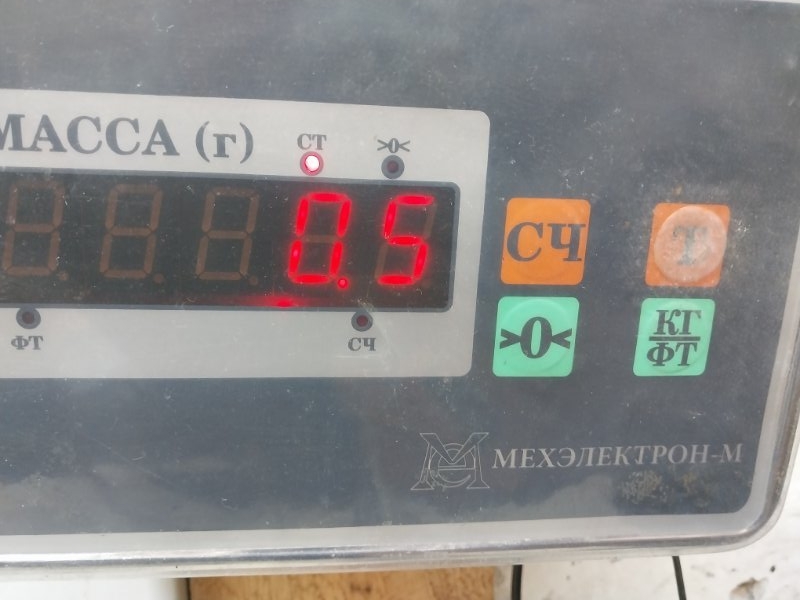 МАССА (г)
СТ
>0<
0.5
ФТ
СЧ
СЧ
Т
>0<
КГ
ФТ
МЕХЭЛЕКТРОН-М